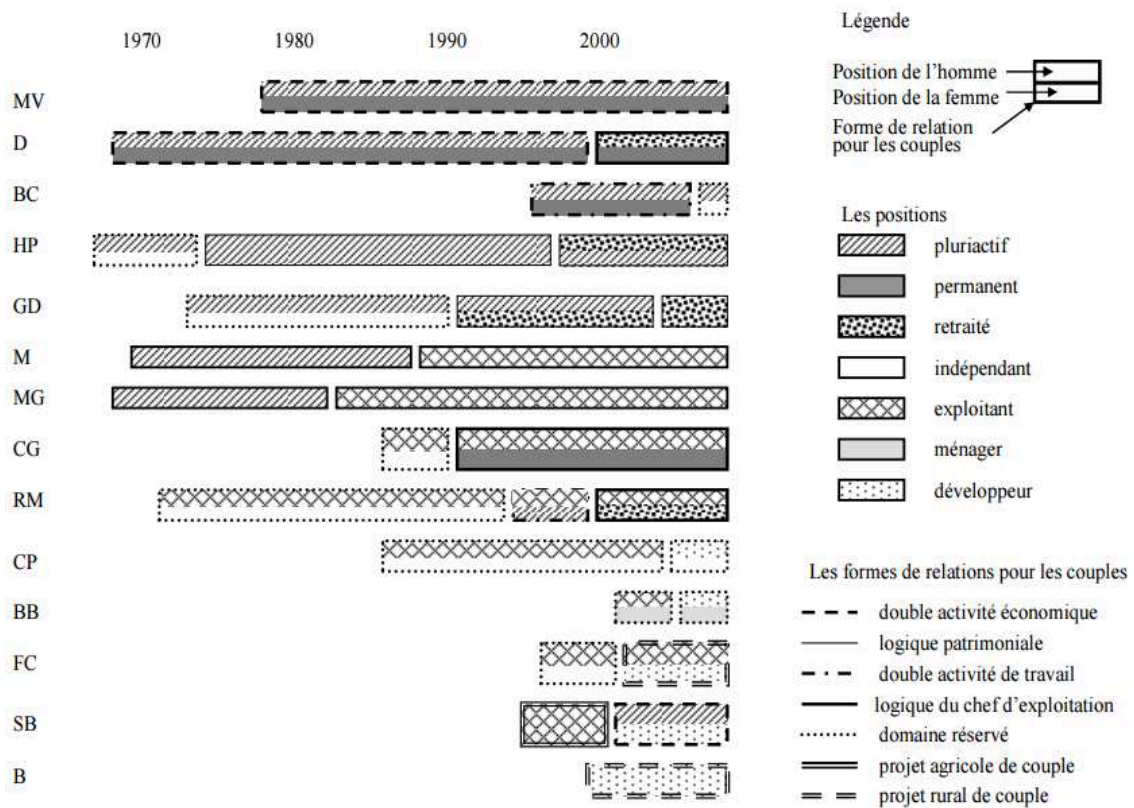 1970 1980 1990 2000
MV
D
BC
HP
GD
M
MG
CG
RM
CP
BB
FC
SB
B
Légende
Position de l'homme
Position de la femme
Forme de relation
pour les couples
Les positions
pluriactif
permanent
retraité
indépendant
exploitant
ménager
développeur
Les formes de relations pour les couples
double activité économique
logique patrimoniale
double activité de travail
logique du chef d'exploitation
domaine réservé
projet agricole de couple
projet rural de couple